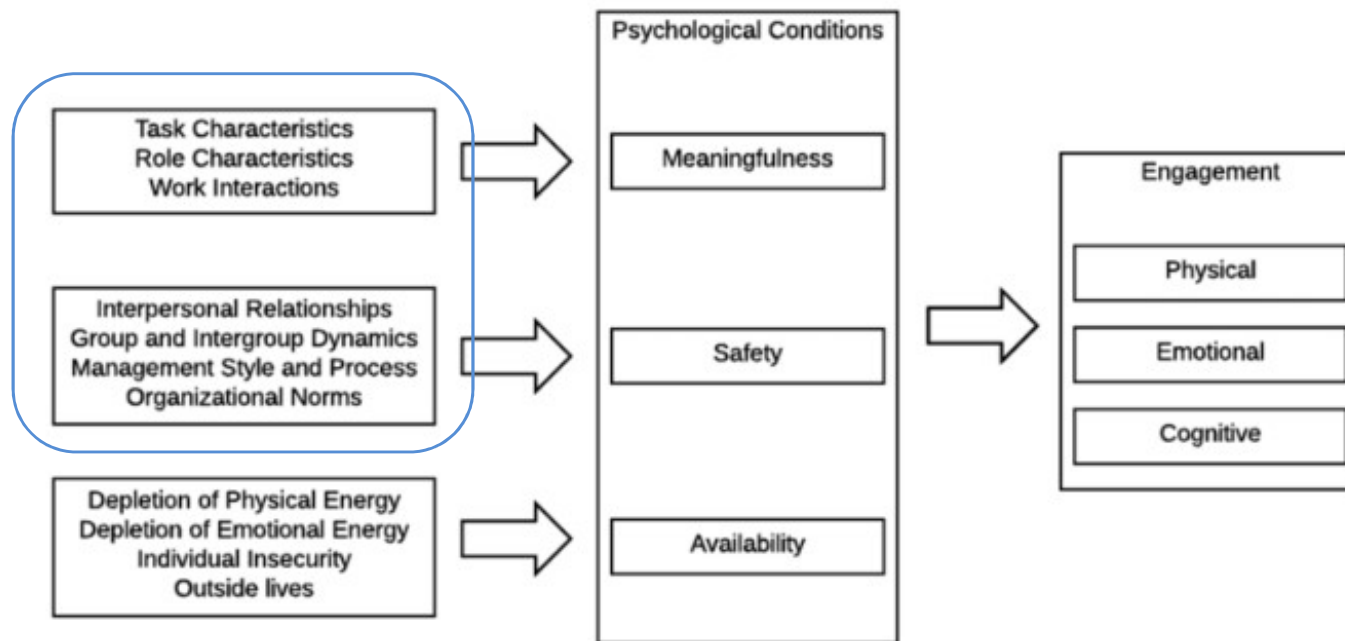 Psychological Conditions
Task Characteristics
Role Characteristics
Work Interactions
Meaningfulness
Interpersonal Relationships
Group and Intergroup Dynamics
Management Style and Process
Organizational Norms
Safety
Depletion of Physical Energy
Depletion of Emotional Energy
Individual Insecurity
Outside lives
Availability
Engagement
Physical
Emotional
Cognitive